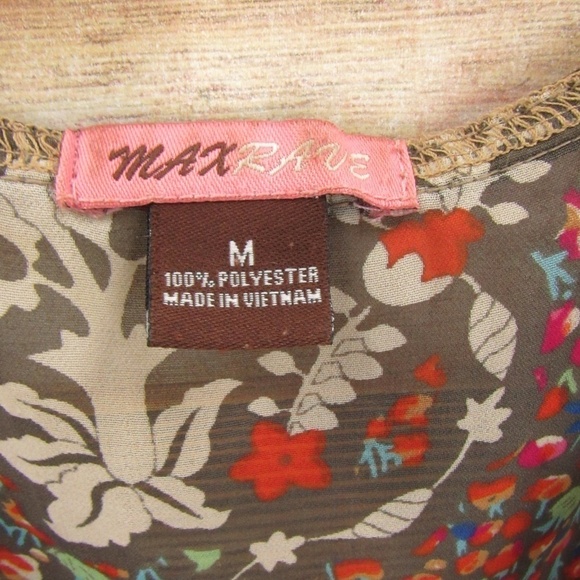 MAXRAVE
M
100% POLYESTER
MADE IN VIETNAM